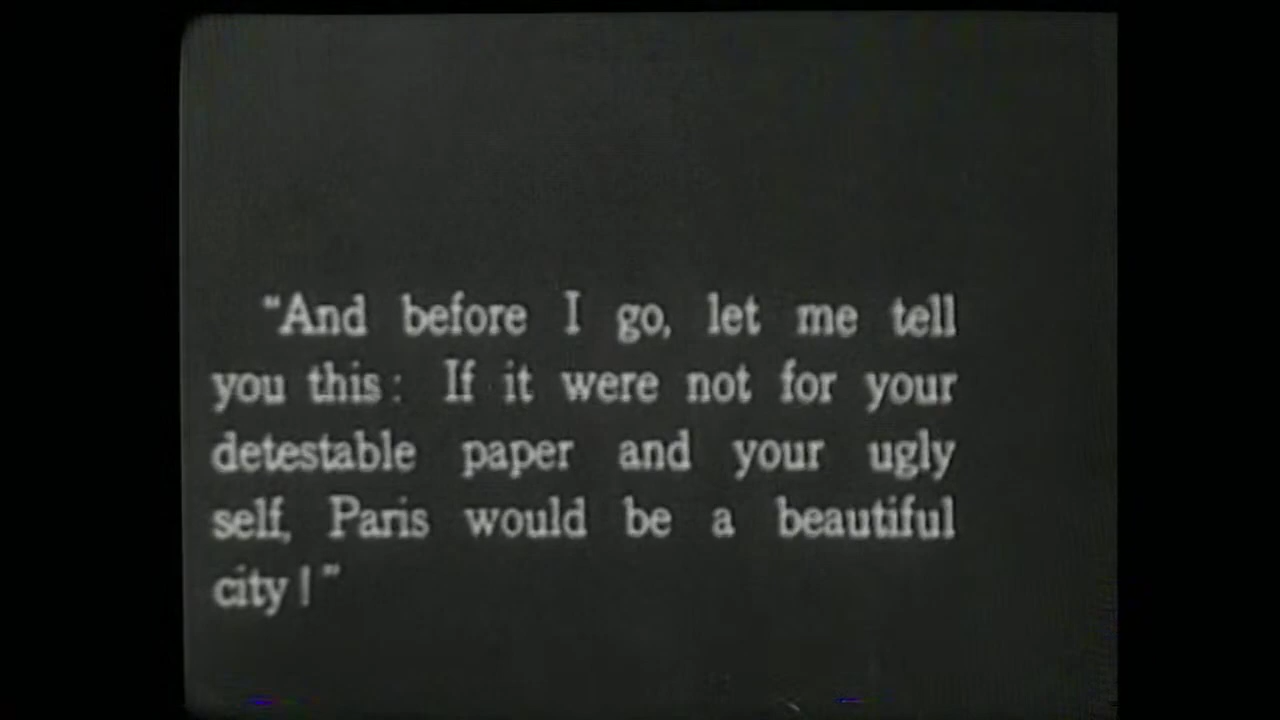 “And before I go, let me tell
you this: If it were not for your
detestable paper and your ugly
self, Paris would be a beautiful
city!”